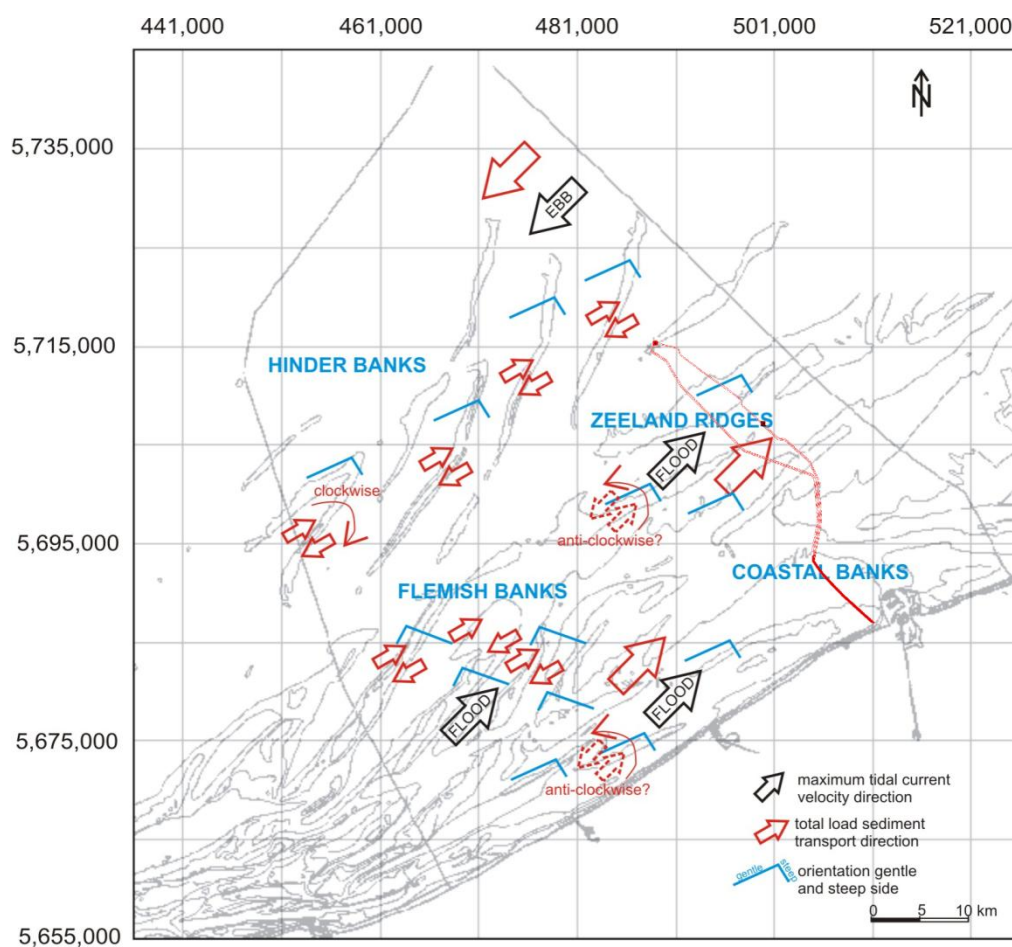 441,000 461,000 481,000 501,000 521,000
N
5,735,000
EBB
5,715,000
HINDER BANKS
ZEELAND RIDGES
FLOOD
clockwise
anti-clockwise?
5,695,000
COASTAL BANKS
FLEMISH BANKS
FLOOD
FLOOD
5,675,000
anti-clockwise?
maximum tidal current
velocity direction
total load sediment
transport direction
gentle steep
orientation gentle
and steep side
0 5 10 km
5,655,000